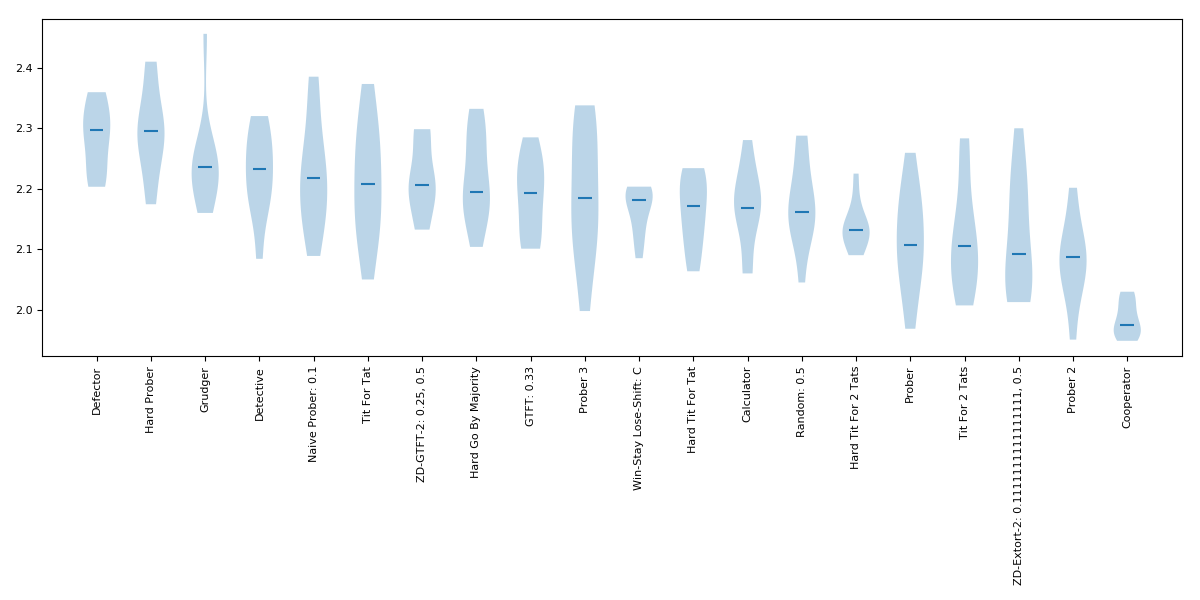 2.4
2.3
2.2
2.1
2.0
Defector
Hard Prober
Grudger
Detective
Naive Prober: 0.1
Tit For Tat
ZD-GTFT-2: 0.25, 0.5
Hard Go By Majority
GTFT: 0.33
Prober 3
Win-Stay Lose-Shift: C
Hard Tit For Tat
Calculator
Random: 0.5
Hard Tit For 2 Tats
Prober
Tit For 2 Tats
ZD-Extort-2: 0.1111111111111111, 0.5
Prober 2
Cooperator